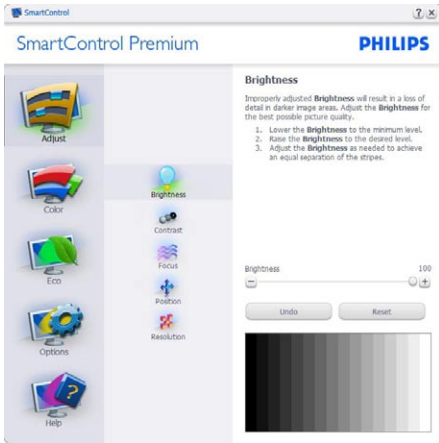 SmartControl
SmartControl Premium
PHILIPS
Adjust
Color
Eco
Options
Help
Brightness
Contrast
Focus
Position
Resolution
Brightness
Improperly adjusted Brightness will result in a loss of
detail in darker image areas. Adjust the Brightness for
the best possible picture quality.
1. Lower the Brightness to the minimum level.
2. Raise the Brightness to the desired level.
3. Adjust the Brightness as needed to achieve
an equal separation of the stripes.
Brightness 100
Undo Reset